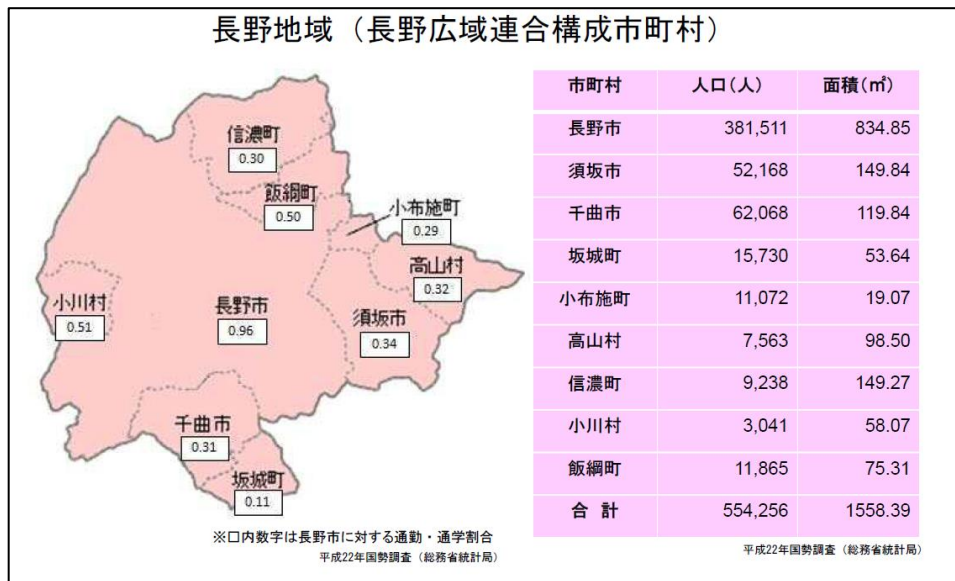 長野地域（長野広域連合構成市町村）
信濃町
0.30
飯綱町
0.50
小布施町
0.29
高山村
0.32
小川村
0.51
長野市
0.96
須坂市
0.34
千曲市
0.31
坂城町
0.11
※口内数字は長野市に対する通勤・通学割合
平成22年国勢調査（総務省統計局）
市町村 人口（人） 面積（㎡）
長野市 381,511 834.85
須坂市 52,168 149.84
千曲市 62,068 119.84
坂城町 15,730 53.64
小布施町 11,072 19.07
高山村 7,563 98.50
信濃町 9,238 149.27
小川村 3,041 58.07
飯綱町 11,865 75.31
合 計 554,256 1558.39
平成22年国勢調査（総務省統計局）